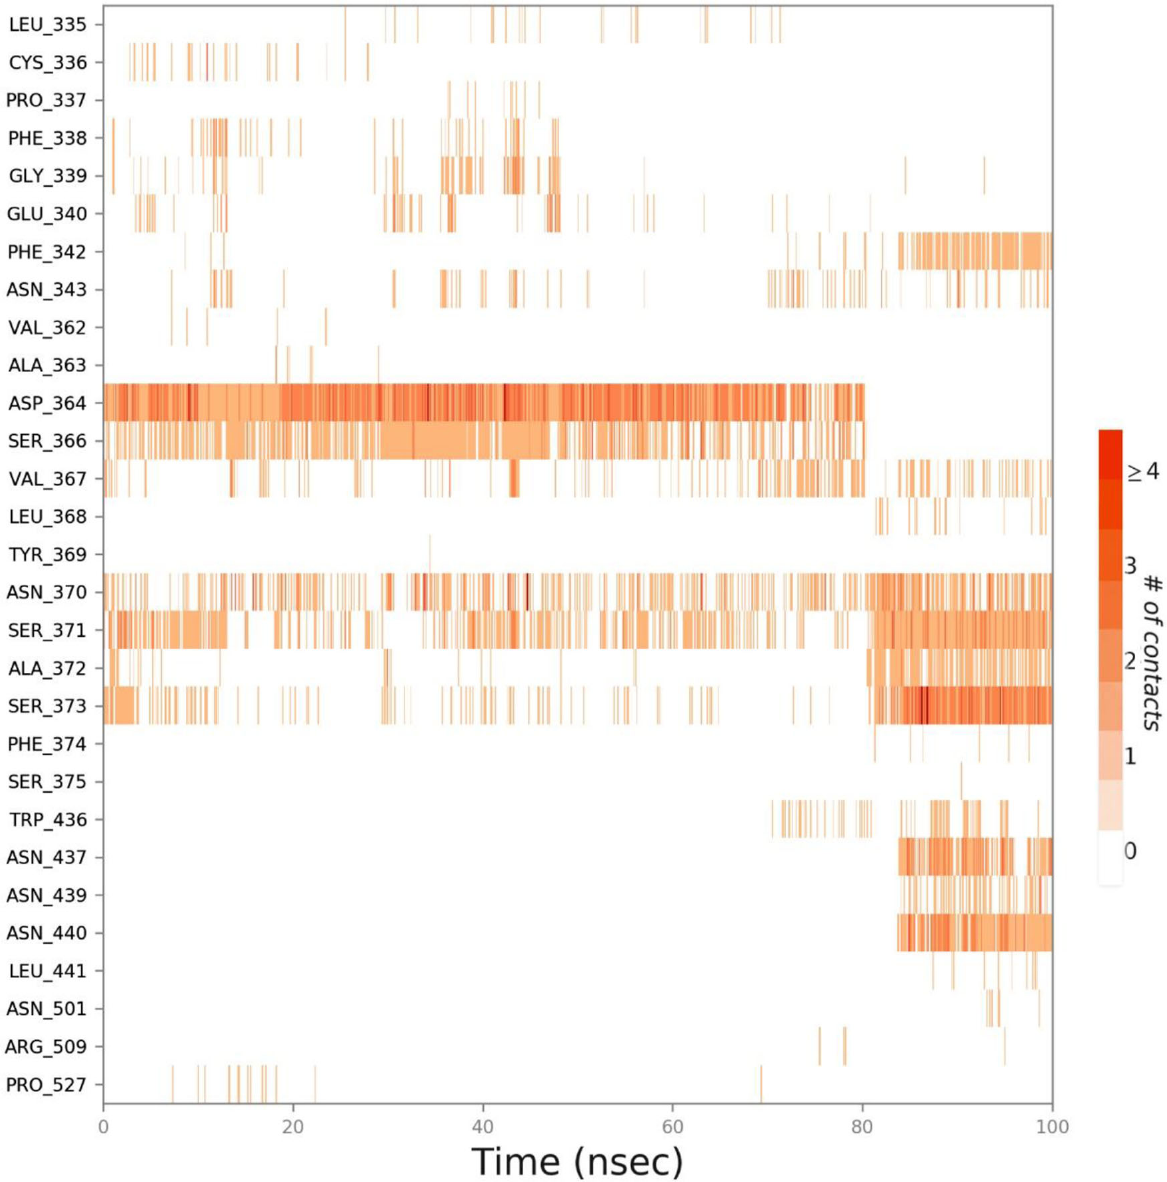 LEU_335
CYS_336
PRO_337
PHE_338
GLY_339
GLU_340
PHE_342
ASN_343
VAL_362
ALA_363
ASP_364
SER_366
VAL_367
LEU_368
TYR_369
ASN_370
SER_371
ALA_372
SER_373
PHE_374
SER_375
TRP_436
ASN_437
ASN_439
ASN_440
LEU_441
ASN_501
ARG_509
PRO_527
0 20 40 60 80 100
Time (nsec)
≥4
3
2
1
0
# of contacts